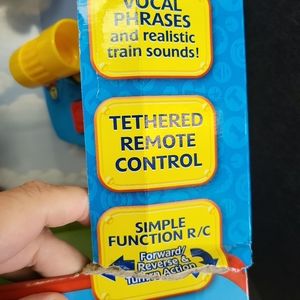 VOCAL
PHRASES
and realistic
train sounds!
TETHERED
REMOTE
CONTROL
SIMPLE
FUNCTION R/C
Forward/
Reverse &
Turning Action